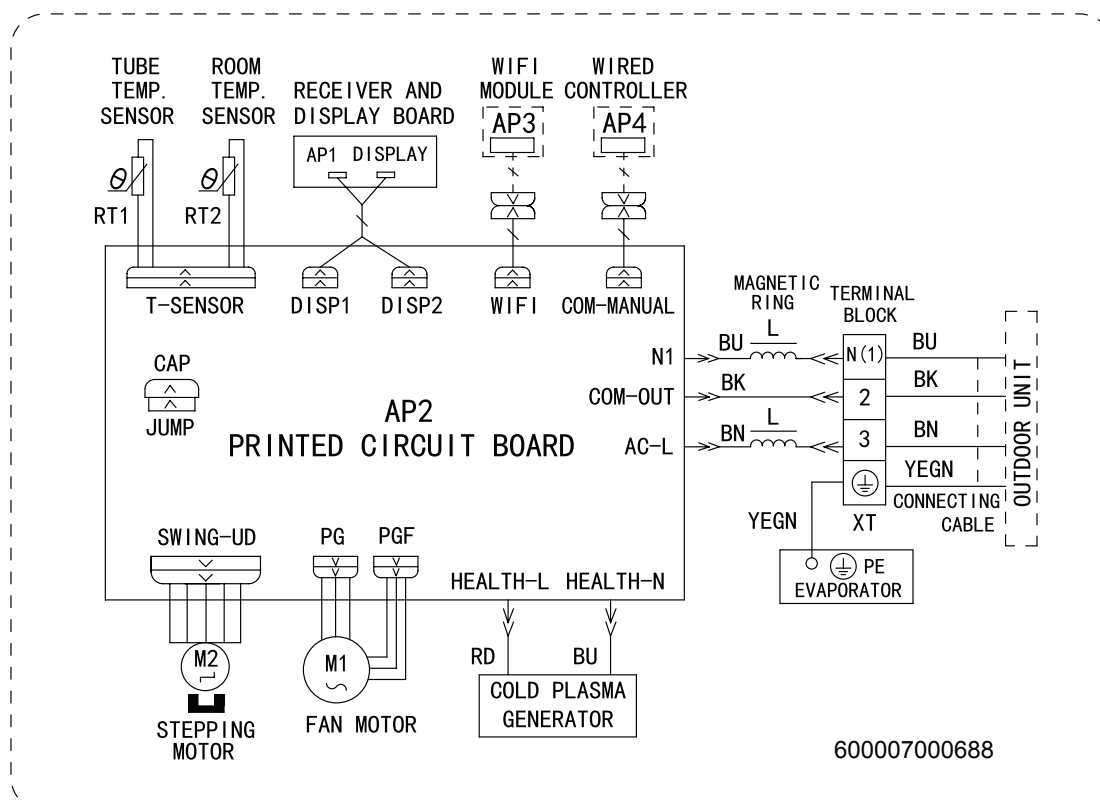 TUBE
TEMP.
SENSOR
ROOM
TEMP.
SENSOR
RECEIVER AND
DISPLAY BOARD
WIFI
MODULE
WIRED
CONTROLLER
AP1 DISPLAY
AP3
AP4
θ
RT1
θ
RT2
T-SENSOR
DISP1
DISP2
WIFI
COM-MANUAL
MAGNETIC
RING
TERMINAL
BLOCK
N1
BU
L
N(1)
BU
COM-OUT
BK
2
BK
AC-L
BN
L
3
BN
YEGN
CONNECTING
CABLE
OUTDOOR UNIT
XT
YEGN
PE
EVAPORATOR
CAP
JUMP
AP2
PRINTED CIRCUIT BOARD
SWING-UD
PG
PGF
HEALTH-L
HEALTH-N
M2
STEPPING
MOTOR
M1
FAN MOTOR
RD
BU
COLD PLASMA
GENERATOR
600007000688